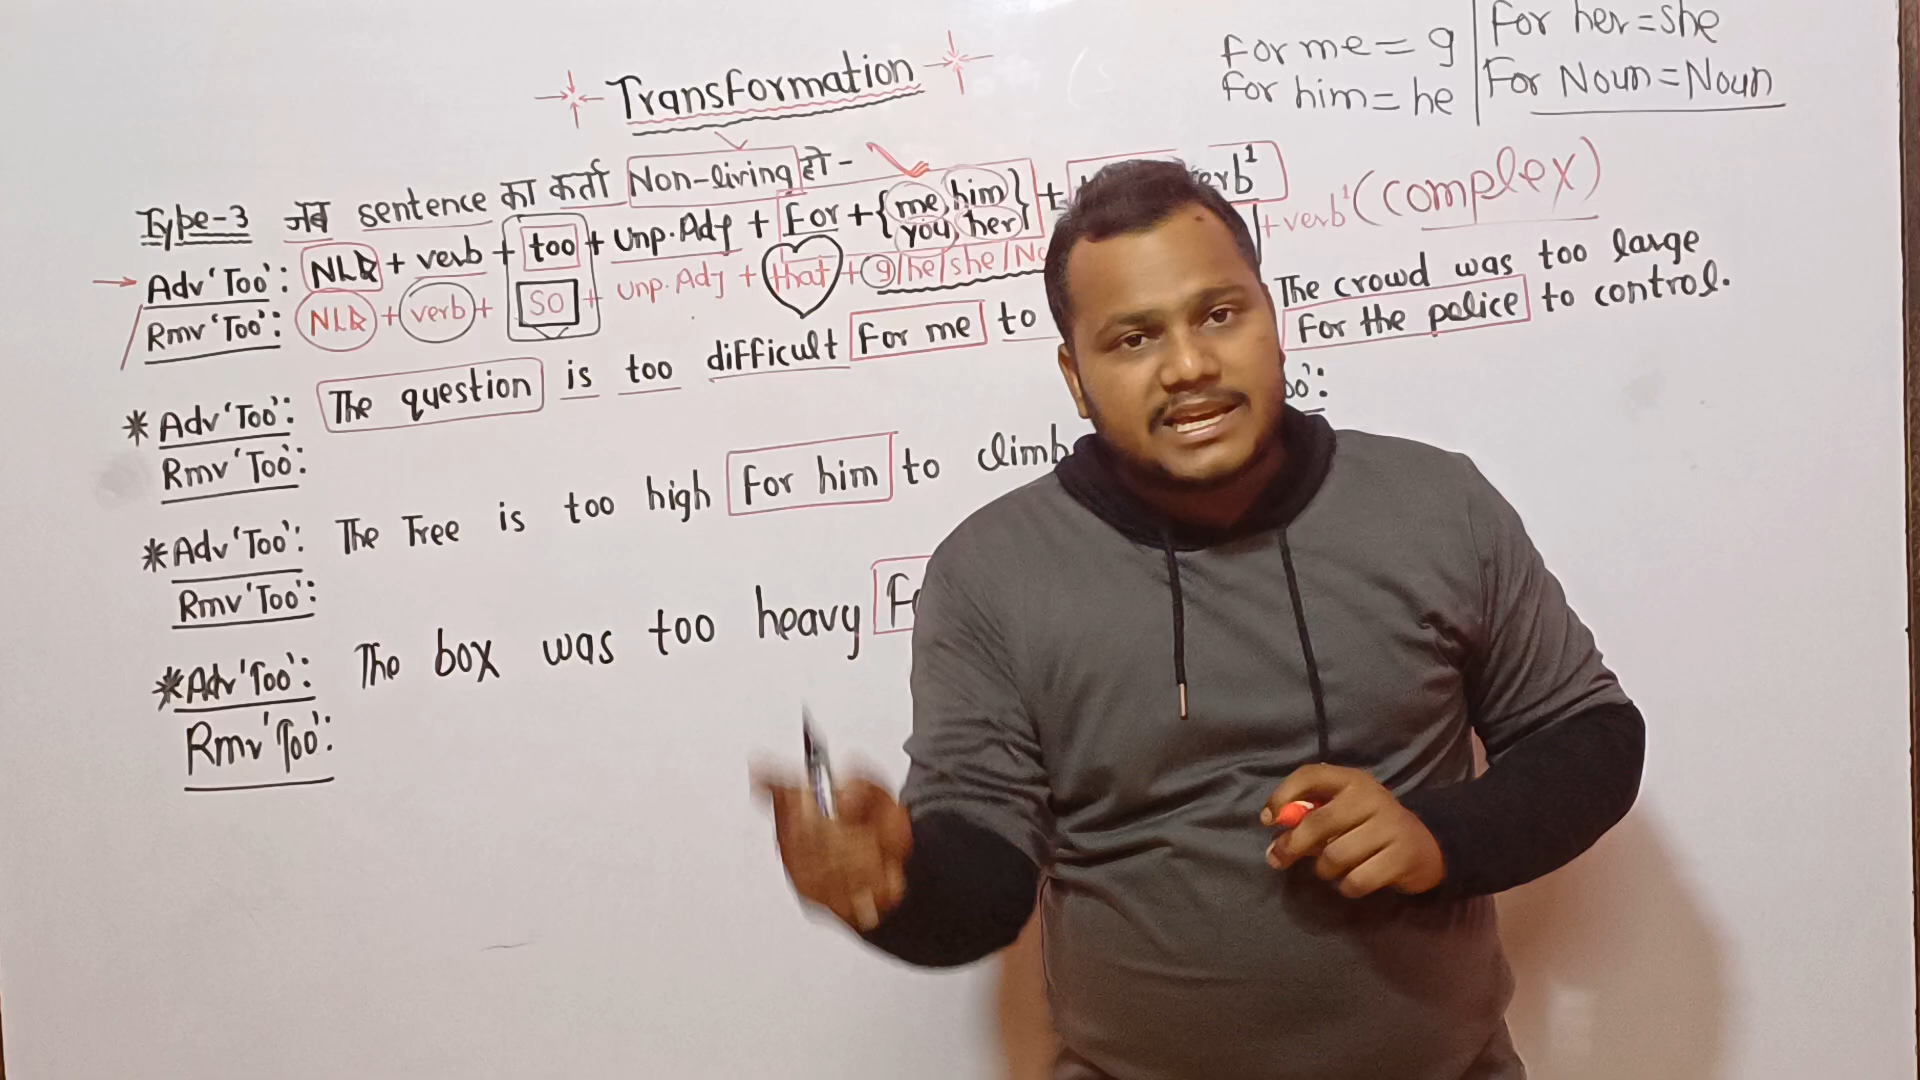 Transformation
for me = I
for him = he
for her = she
For Noun = Noun
Type-3 जब sentence का कर्ता Non-living हो -
Adv 'Too': NLK + verb + too + unp. Adj + For + {me, him you, her} + verb¹
Rmv 'Too': NLK + verb + so + unp. Adj + that + I/he/she/No + verb¹ (complex)
* Adv 'Too': The question is too difficult for me to
Rmv 'Too':
* Adv 'Too': The Tree is too high for him to climb
Rmv 'Too':
* Adv 'Too': The box was too heavy
Rmv 'Too':
The crowd was too large
for the police to control.